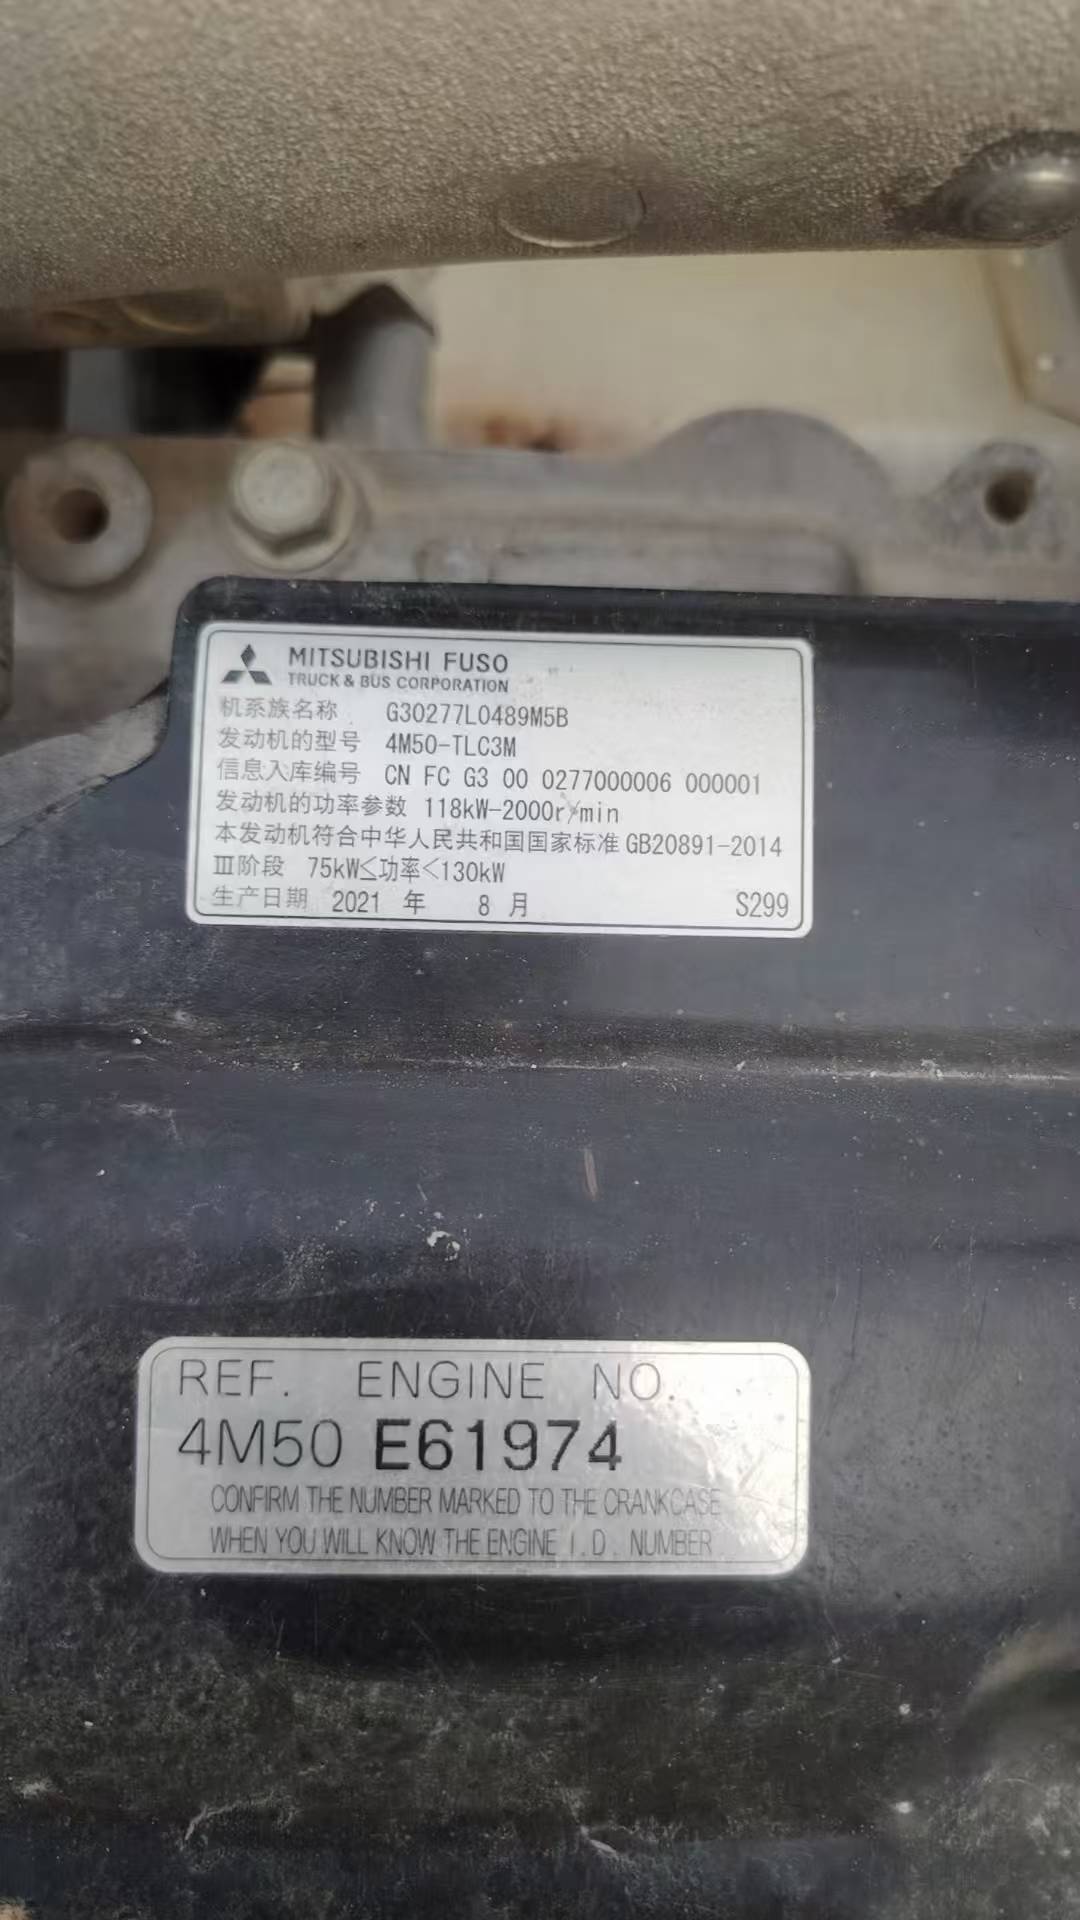 MITSUBISHI FUSO
TRUCK & BUS CORPORATION
机系族名称 G30277L0489M5B
发动机的型号 4M50-TLC3M
信息入库编号 CN FC G3 00 0277000006 000001
发动机的功率参数 118kW-2000r/min
本发动机符合中华人民共和国国家标准 GB20891-2014
Ⅲ阶段 75kW≤功率<130kW
生产日期 2021 年 8 月 S299
REF. ENGINE NO.
4M50 E61974
CONFIRM THE NUMBER MARKED TO THE CRANKCASE
WHEN YOU WILL KNOW THE ENGINE I.D. NUMBER